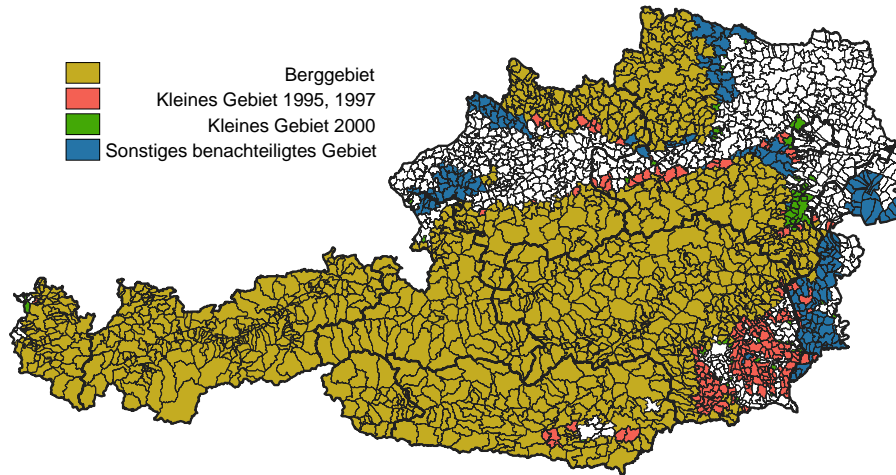 Berggebiet
Kleines Gebiet 1995, 1997
Kleines Gebiet 2000
Sonstiges benachteiligtes Gebiet